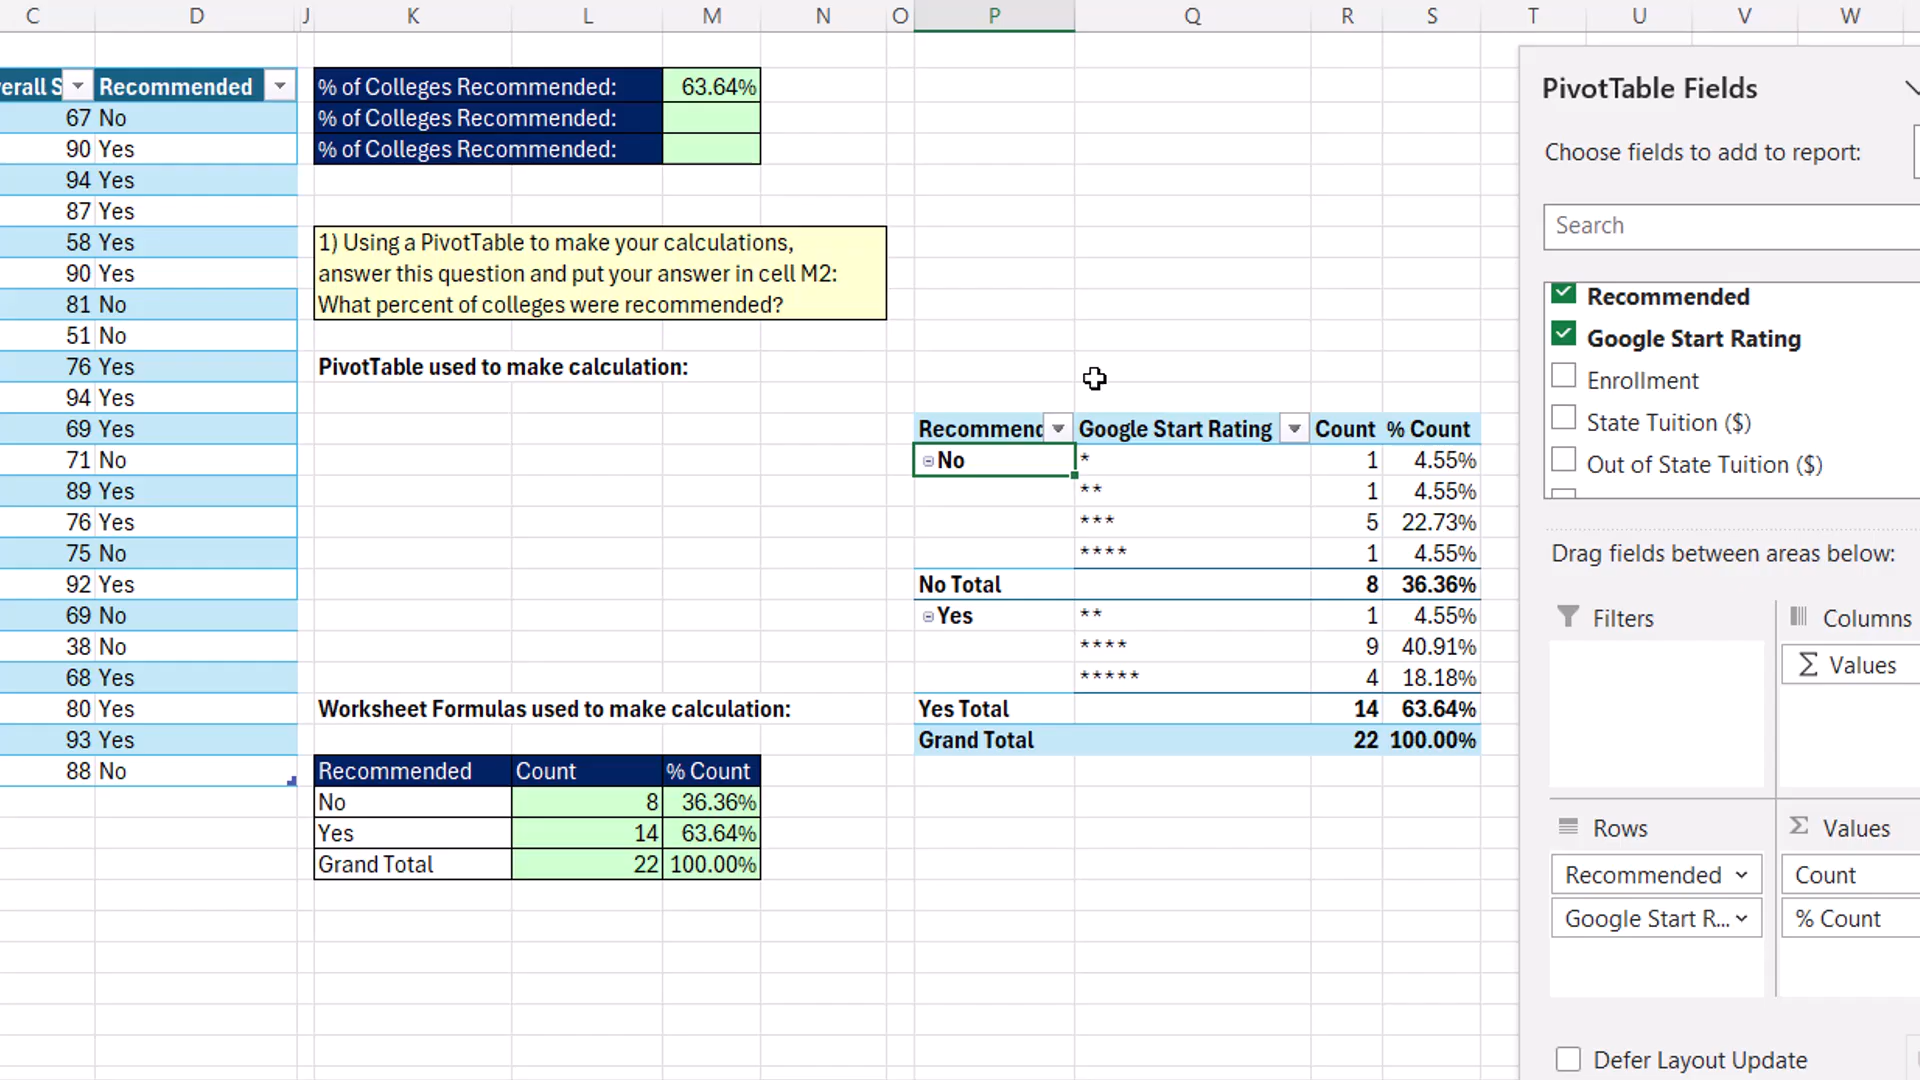 C D J K L M N O P Q R S T U V W
erall S Recommended
67 No
90 Yes
94 Yes
87 Yes
58 Yes
90 Yes
81 No
51 No
76 Yes
94 Yes
69 Yes
71 No
89 Yes
76 Yes
75 No
92 Yes
69 No
38 No
68 Yes
80 Yes
93 Yes
88 No
% of Colleges Recommended: 63.64%
% of Colleges Recommended:
% of Colleges Recommended:
1) Using a PivotTable to make your calculations,
answer this question and put your answer in cell M2:
What percent of colleges were recommended?
PivotTable used to make calculation:
Worksheet Formulas used to make calculation:
Recommended Count % Count
No 8 36.36%
Yes 14 63.64%
Grand Total 22 100.00%
Recommend Google Start Rating Count % Count
No * 1 4.55%
** 1 4.55%
*** 5 22.73%
**** 1 4.55%
No Total 8 36.36%
Yes ** 1 4.55%
**** 9 40.91%
***** 4 18.18%
Yes Total 14 63.64%
Grand Total 22 100.00%
PivotTable Fields
Choose fields to add to report:
Search
Recommended
Google Start Rating
Enrollment
State Tuition ($)
Out of State Tuition ($)
Drag fields between areas below:
Filters
Columns
Σ Values
Rows
Recommended
Google Start R...
Σ Values
Count
% Count
Defer Layout Update